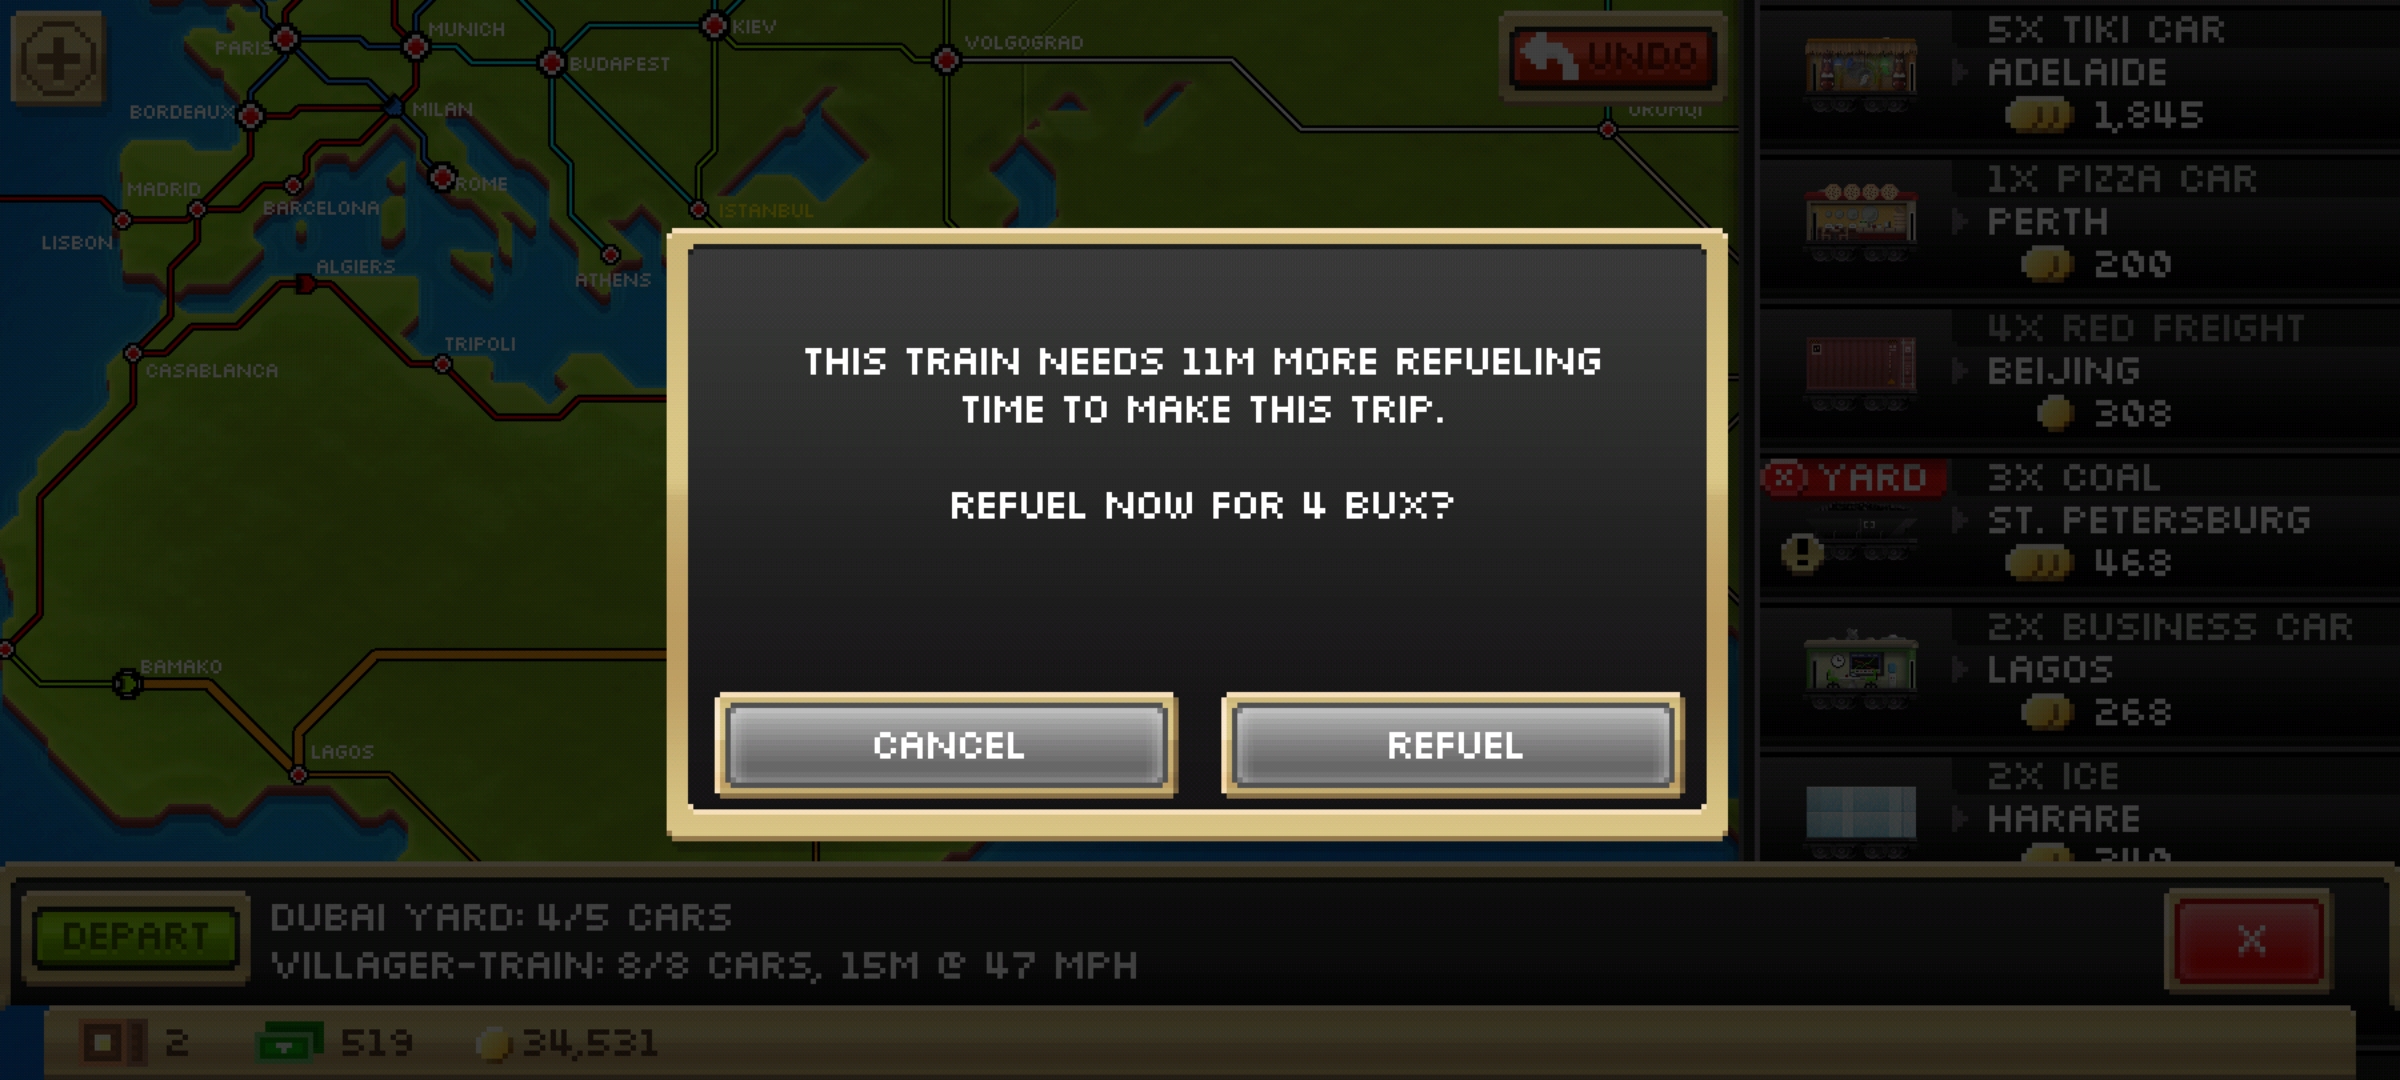 PARIS
MUNICH
KIEV
VOLGOGRAD
BUDAPEST
UNDO
BORDEAUX
MILAN
URUMQI
MADRID
ROME
BARCELONA
ISTANBUL
LISBON
ALGIERS
ATHENS
TRIPOLI
CASABLANCA
BAMAKO
LAGOS
THIS TRAIN NEEDS 11M MORE REFUELING
TIME TO MAKE THIS TRIP.
REFUEL NOW FOR 4 BUX?
CANCEL
REFUEL
5X TIKI CAR
ADELAIDE
1,845
1X PIZZA CAR
PERTH
200
4X RED FREIGHT
BEIJING
308
YARD
3X COAL
ST. PETERSBURG
468
2X BUSINESS CAR
LAGOS
268
2X ICE
HARARE
340
DEPART
DUBAI YARD: 4/5 CARS
VILLAGER-TRAIN: 8/8 CARS, 15M @ 47 MPH
X
2
519
34,531